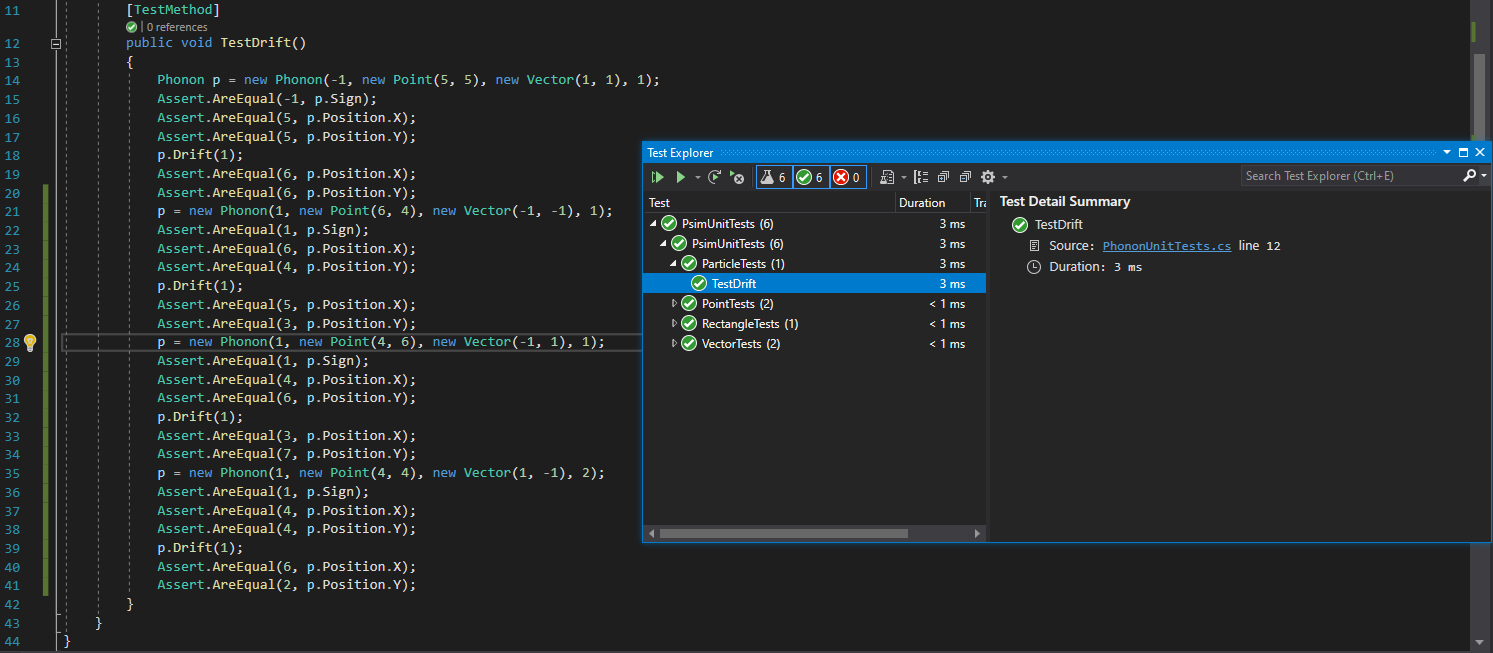 11 [TestMethod]
| 0 references
12 public void TestDrift()
13 {
14 Phonon p = new Phonon(-1, new Point(5, 5), new Vector(1, 1), 1);
15 Assert.AreEqual(-1, p.Sign);
16 Assert.AreEqual(5, p.Position.X);
17 Assert.AreEqual(5, p.Position.Y);
18 p.Drift(1);
19 Assert.AreEqual(6, p.Position.X);
20 Assert.AreEqual(6, p.Position.Y);
21 p = new Phonon(1, new Point(6, 4), new Vector(-1, -1), 1);
22 Assert.AreEqual(1, p.Sign);
23 Assert.AreEqual(6, p.Position.X);
24 Assert.AreEqual(4, p.Position.Y);
25 p.Drift(1);
26 Assert.AreEqual(5, p.Position.X);
27 Assert.AreEqual(3, p.Position.Y);
28 p = new Phonon(1, new Point(4, 6), new Vector(-1, 1), 1);
29 Assert.AreEqual(1, p.Sign);
30 Assert.AreEqual(4, p.Position.X);
31 Assert.AreEqual(6, p.Position.Y);
32 p.Drift(1);
33 Assert.AreEqual(3, p.Position.X);
34 Assert.AreEqual(7, p.Position.Y);
35 p = new Phonon(1, new Point(4, 4), new Vector(1, -1), 2);
36 Assert.AreEqual(1, p.Sign);
37 Assert.AreEqual(4, p.Position.X);
38 Assert.AreEqual(4, p.Position.Y);
39 p.Drift(1);
40 Assert.AreEqual(6, p.Position.X);
41 Assert.AreEqual(2, p.Position.Y);
42 }
43 }
44 }
Test Explorer
6 6 0
Search Test Explorer (Ctrl+E)
Test Duration Tra
PsimUnitTests (6) 3 ms
PsimUnitTests (6) 3 ms
ParticleTests (1) 3 ms
TestDrift 3 ms
PointTests (2) < 1 ms
RectangleTests (1) < 1 ms
VectorTests (2) < 1 ms
Test Detail Summary
TestDrift
Source: PhononUnitTests.cs line 12
Duration: 3 ms